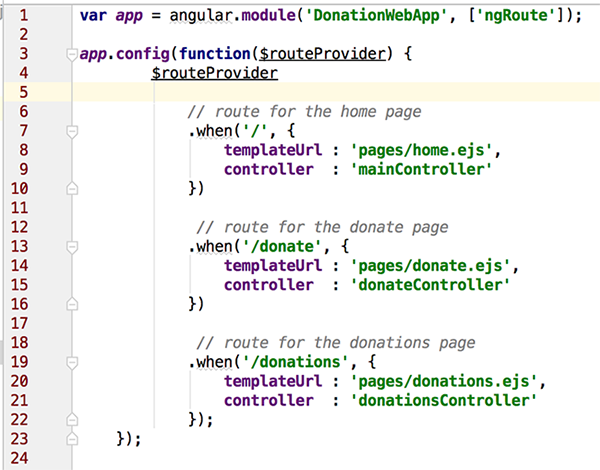 1 var app = angular.module('DonationWebApp', ['ngRoute']);
2
3 app.config(function($routeProvider) {
4 $routeProvider
5
6 // route for the home page
7 .when('/', {
8 templateUrl : 'pages/home.ejs',
9 controller : 'mainController'
10 })
11
12 // route for the donate page
13 .when('/donate', {
14 templateUrl : 'pages/donate.ejs',
15 controller : 'donateController'
16 })
17
18 // route for the donations page
19 .when('/donations', {
20 templateUrl : 'pages/donations.ejs',
21 controller : 'donationsController'
22 });
23 });
24